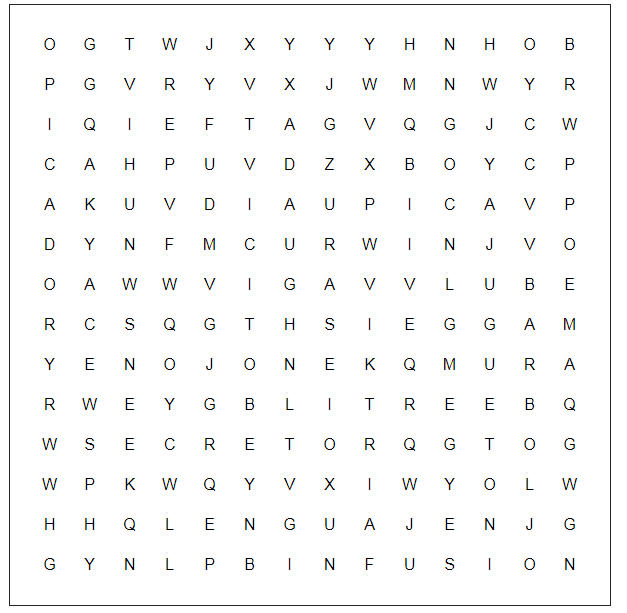 O G T W J X Y Y Y H N H O B
P G V R Y V X J W M N W Y R
I Q I E F T A G V Q G J C W
C A H P U V D Z X B O Y C P
A K U V D I A U P I C A V P
D Y N F M C U R W I N J V O
O A W W V I G A V V L U B E
R C S Q G T H S I E G G A M
Y E N O J O N E K Q M U R A
R W E Y G B L I T R E E B Q
W S E C R E T O R Q G T O G
W P K W Q Y V X I W Y O L W
H H Q L E N G U A J E N J G
G Y N L P B I N F U S I O N